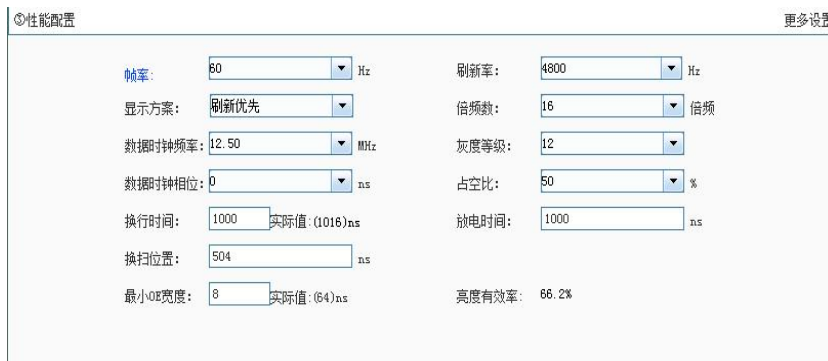 ③性能配置 更多设置
帧率: 60 Hz 刷新率: 4800 Hz
显示方案: 刷新优先 倍频数: 16 倍频
数据时钟频率: 12.50 MHz 灰度等级: 12
数据时钟相位: 0 ns 占空比: 50 %
换行时间: 1000 实际值:(1016)ns 放电时间: 1000 ns
换扫位置: 504 ns
最小OE宽度: 8 实际值:(64)ns 亮度有效率: 66.2%